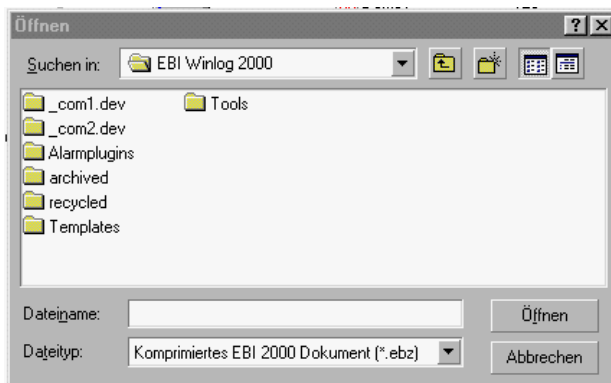 Öffnen
Suchen in: EBI Winlog 2000
_com1.dev Tools
_com2.dev
Alarmplugins
archived
recycled
Templates
Dateiname: Öffnen
Dateityp: Komprimiertes EBI 2000 Dokument (*.ebz) Abbrechen